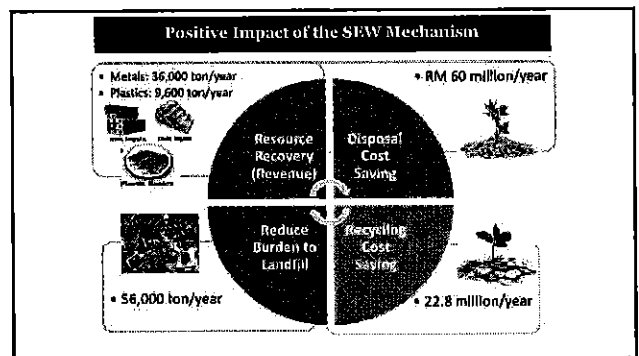 Positive Impact of the SEW Mechanism
• Metals: 36,000 ton/year
• Plastics: 9,600 ton/year
Resource
Recovery
(Revenue)
Disposal
Cost
Saving
• RM 60 million/year
Reduce
Burden to
Landfill
Recycling
Cost
Saving
• 56,000 ton/year
• 22.8 million/year